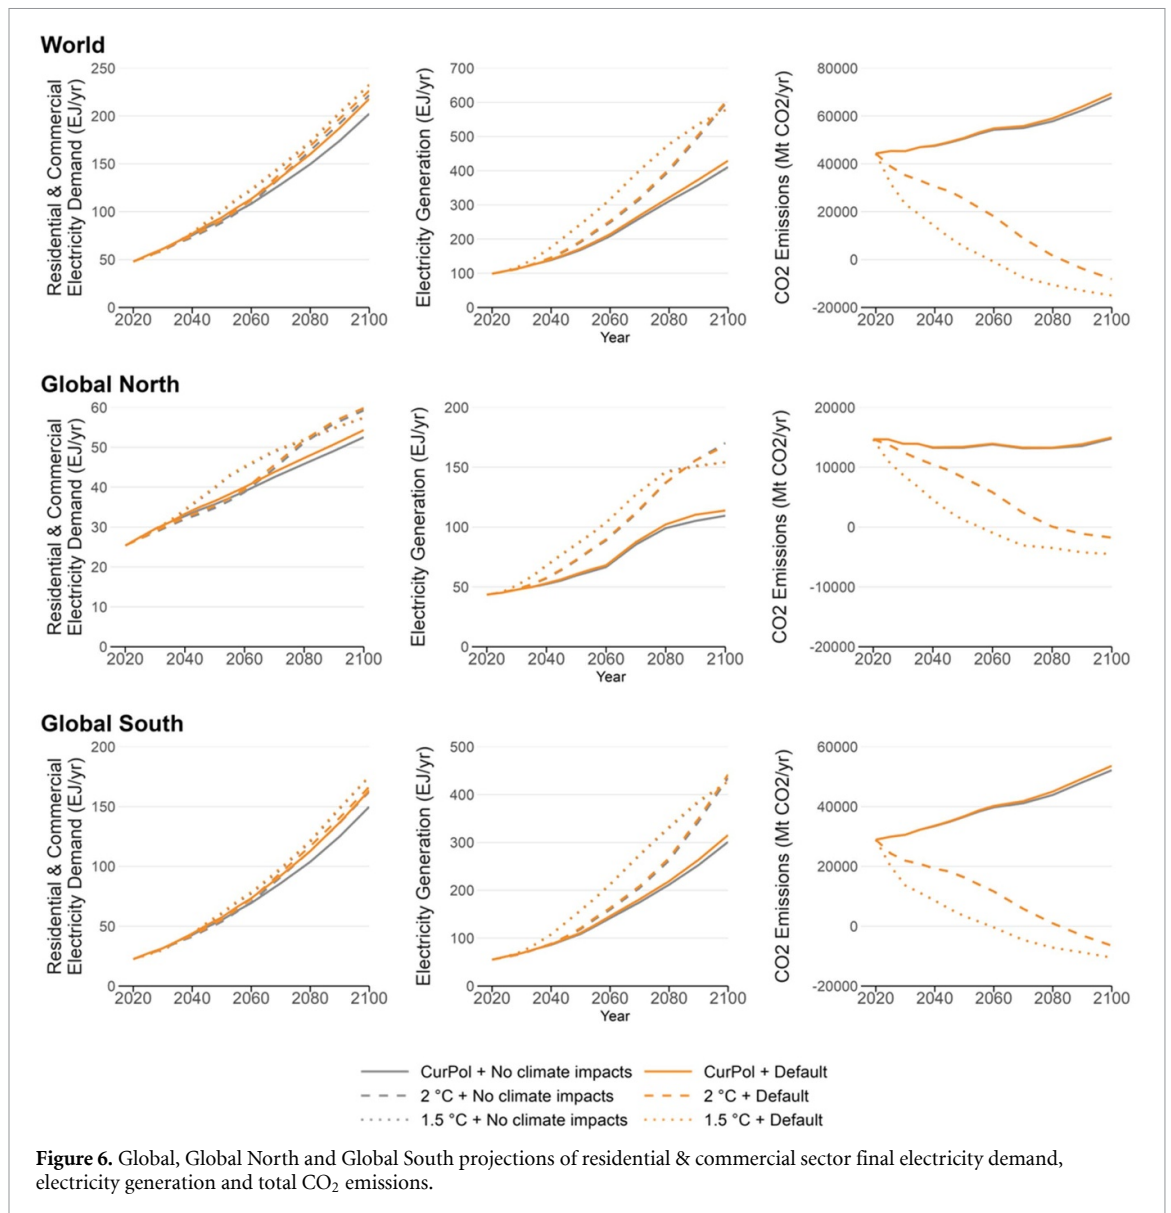 World
Residential & Commercial
Electricity Demand (EJ/yr)
250
200
150
100
50
0
2020 2040 2060 2080 2100
Electricity Generation (EJ/yr)
700
600
500
400
300
200
100
0
2020 2040 2060 2080 2100
Year
CO2 Emissions (Mt CO2/yr)
80000
60000
40000
20000
0
-20000
2020 2040 2060 2080 2100
Global North
Residential & Commercial
Electricity Demand (EJ/yr)
60
50
40
30
20
10
0
2020 2040 2060 2080 2100
Electricity Generation (EJ/yr)
200
150
100
50
0
2020 2040 2060 2080 2100
Year
CO2 Emissions (Mt CO2/yr)
20000
10000
0
-10000
-20000
2020 2040 2060 2080 2100
Global South
Residential & Commercial
Electricity Demand (EJ/yr)
200
150
100
50
0
2020 2040 2060 2080 2100
Electricity Generation (EJ/yr)
500
400
300
200
100
0
2020 2040 2060 2080 2100
Year
CO2 Emissions (Mt CO2/yr)
60000
40000
20000
0
-20000
2020 2040 2060 2080 2100
CurPol + No climate impacts CurPol + Default
2 °C + No climate impacts 2 °C + Default
1.5 °C + No climate impacts 1.5 °C + Default
Figure 6. Global, Global North and Global South projections of residential & commercial sector final electricity demand,
electricity generation and total CO₂ emissions.